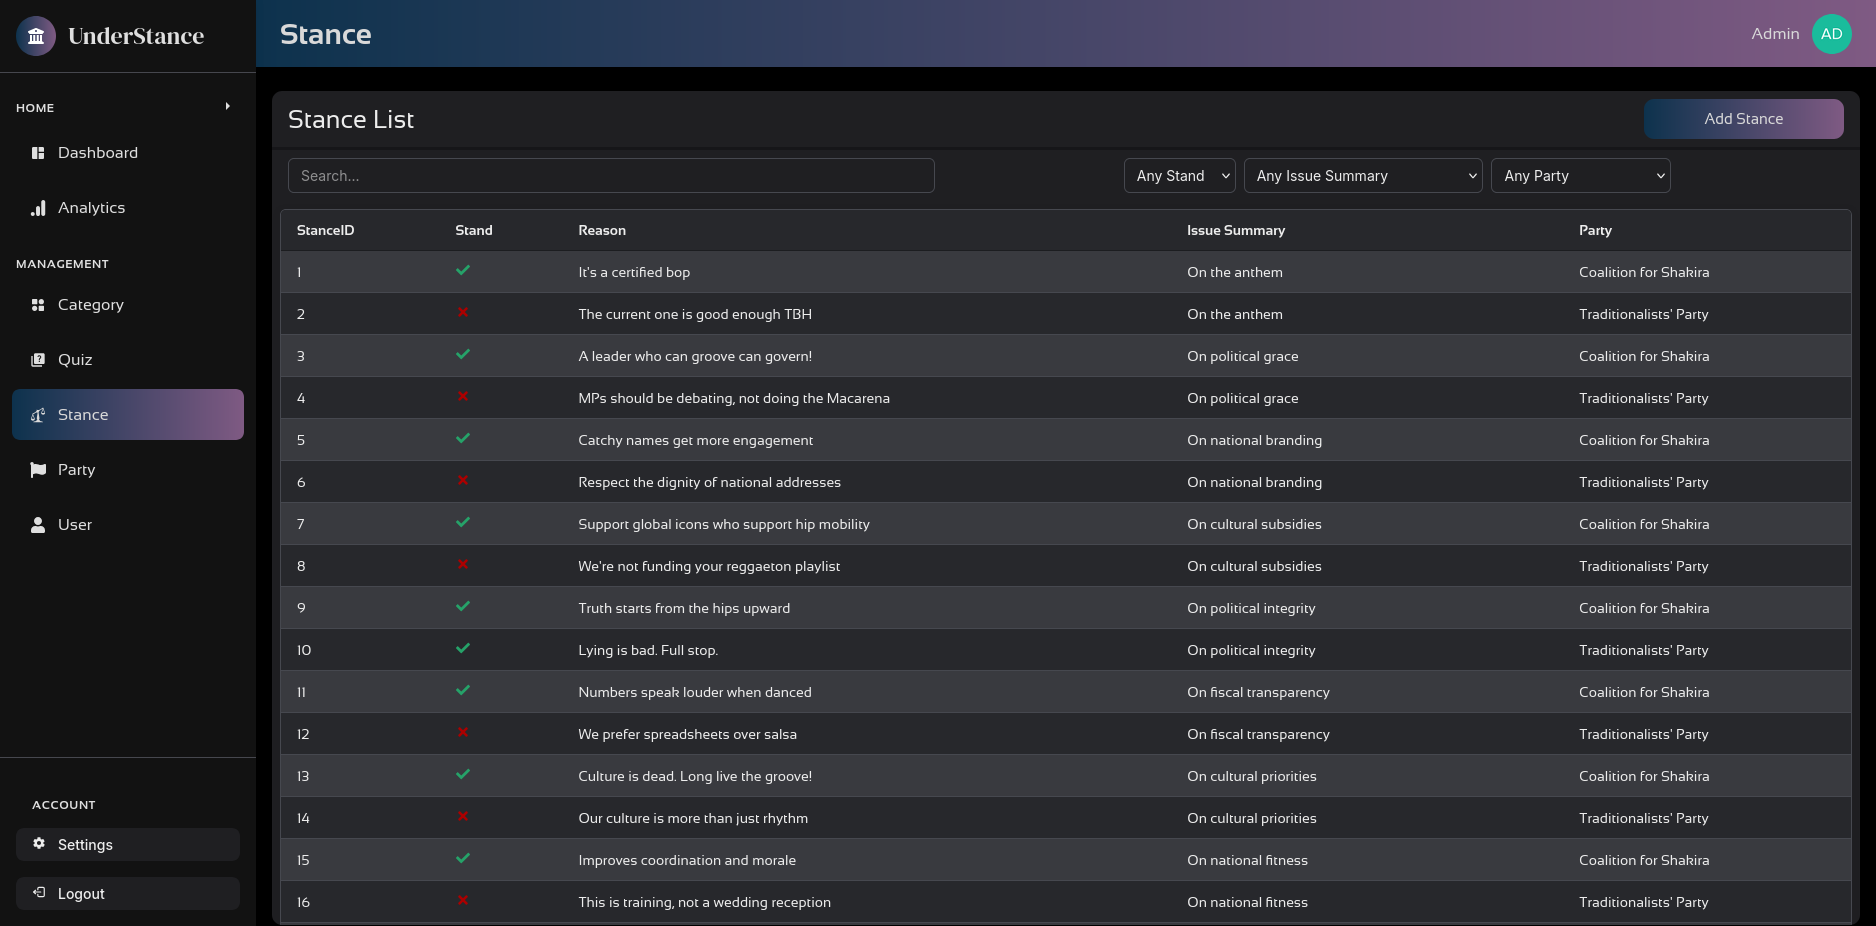 UnderStance
HOME
Dashboard
Analytics
MANAGEMENT
Category
Quiz
Stance
Party
User
ACCOUNT
Settings
Logout
Stance
Admin AD
Stance List Add Stance
Search... Any Stand Any Issue Summary Any Party
StanceID Stand Reason Issue Summary Party
1 It's a certified bop On the anthem Coalition for Shakira
2 The current one is good enough TBH On the anthem Traditionalists' Party
3 A leader who can groove can govern! On political grace Coalition for Shakira
4 MPs should be debating, not doing the Macarena On political grace Traditionalists' Party
5 Catchy names get more engagement On national branding Coalition for Shakira
6 Respect the dignity of national addresses On national branding Traditionalists' Party
7 Support global icons who support hip mobility On cultural subsidies Coalition for Shakira
8 We're not funding your reggaeton playlist On cultural subsidies Traditionalists' Party
9 Truth starts from the hips upward On political integrity Coalition for Shakira
10 Lying is bad. Full stop. On political integrity Traditionalists' Party
11 Numbers speak louder when danced On fiscal transparency Coalition for Shakira
12 We prefer spreadsheets over salsa On fiscal transparency Traditionalists' Party
13 Culture is dead. Long live the groove! On cultural priorities Coalition for Shakira
14 Our culture is more than just rhythm On cultural priorities Traditionalists' Party
15 Improves coordination and morale On national fitness Coalition for Shakira
16 This is training, not a wedding reception On national fitness Traditionalists' Party